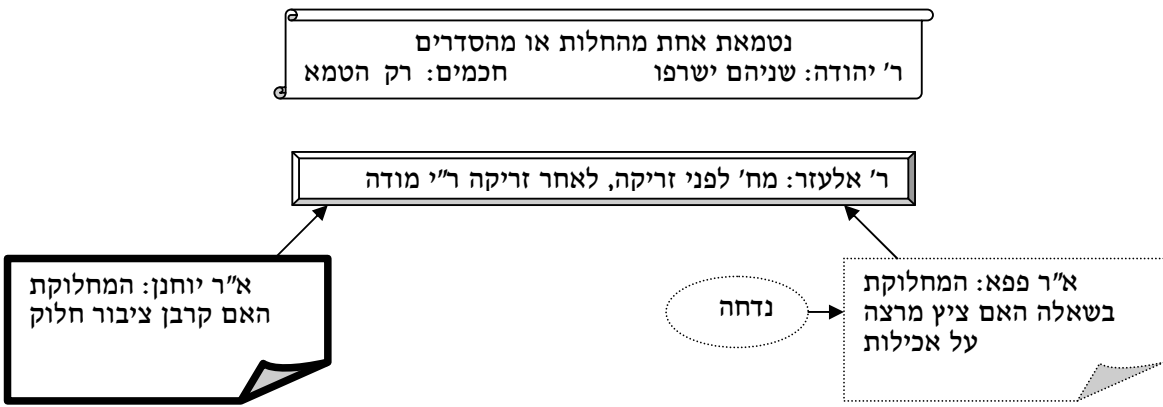 נטמאת אחת מהחלות או מהסדרים
ר' יהודה: שניהם ישרפו חכמים: רק הטמא
ר' אלעזר: מח' לפני זריקה, לאחר זריקה ר"י מודה
א"ר פפא: המחלוקת
בשאלה האם ציץ מרצה
על אכילות
נדחה
א"ר יוחנן: המחלוקת
האם קרבן ציבור חלוק